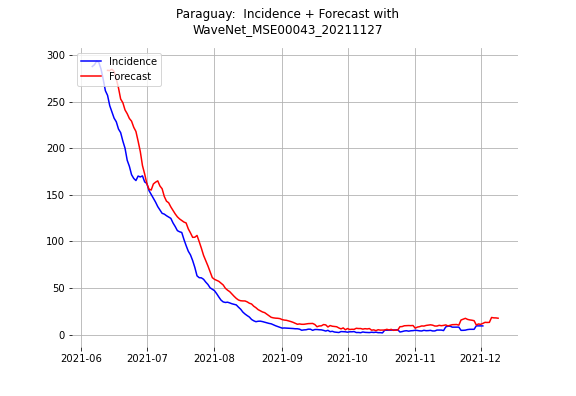 Paraguay:  Incidence + Forecast with
WaveNet_MSE00043_20211127
Incidence
Forecast
300
250
200
150
100
50
0
2021-06 2021-07 2021-08 2021-09 2021-10 2021-11 2021-12